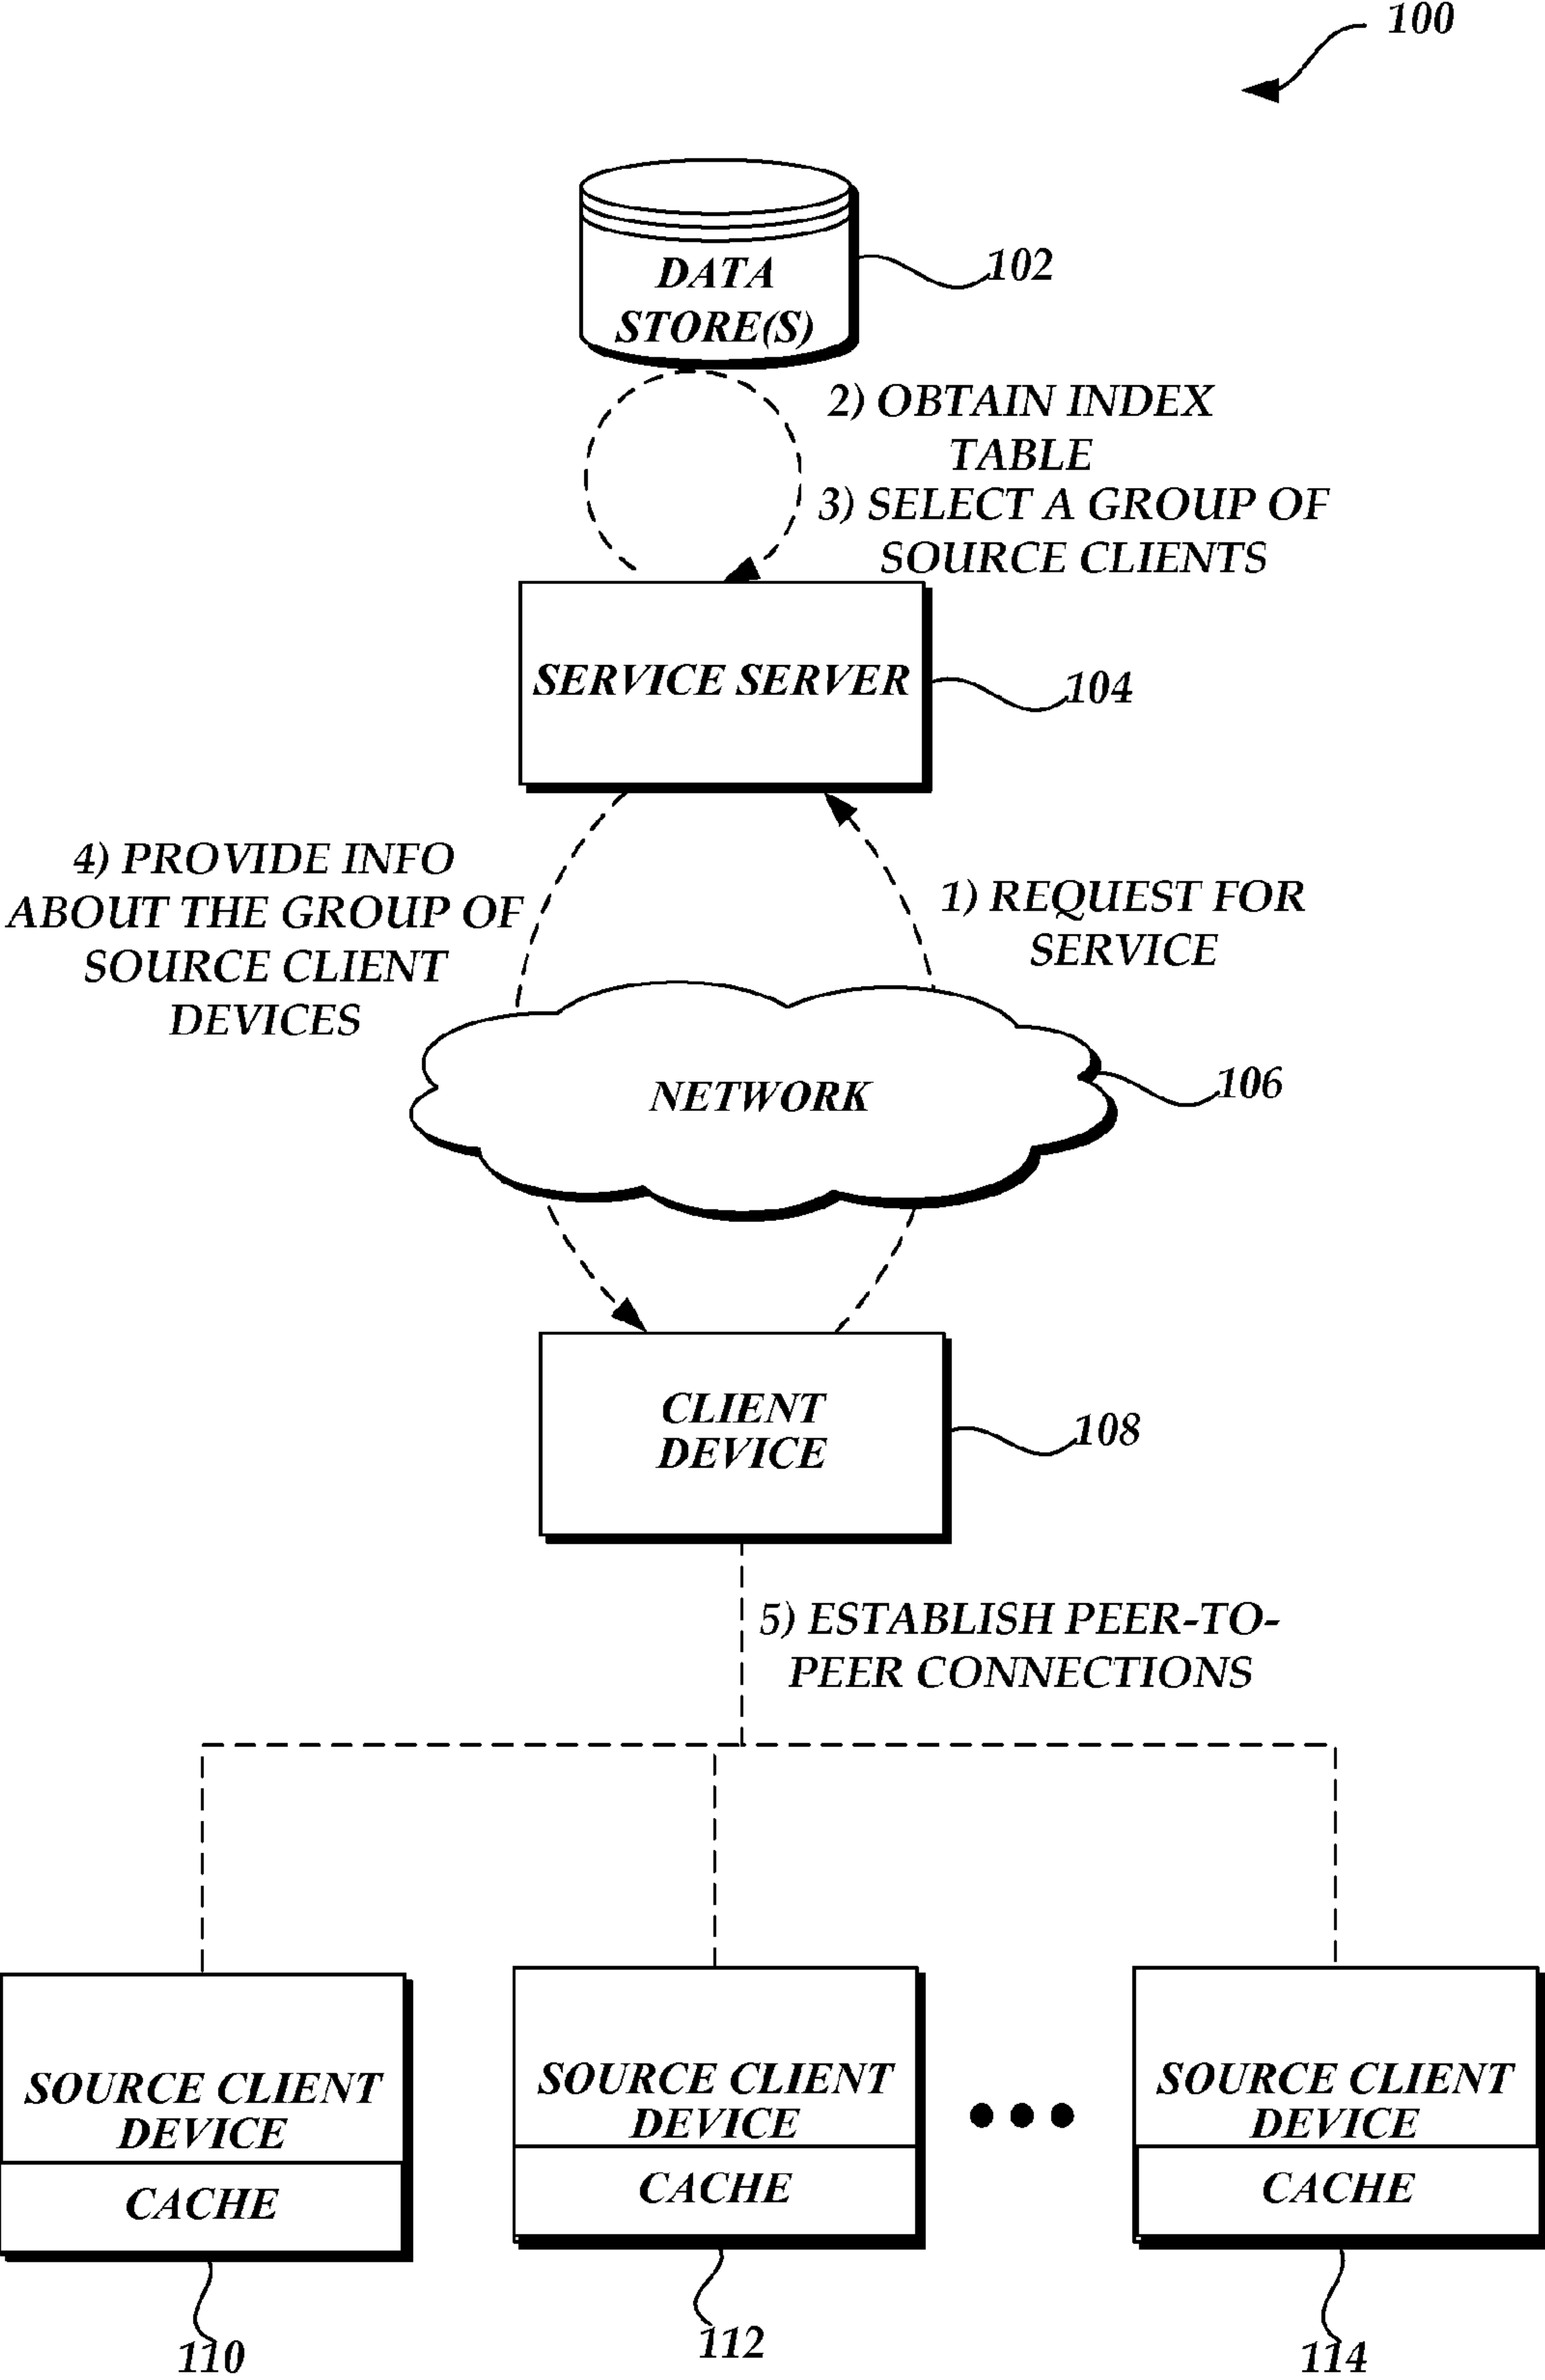 100
DATA
STORE(S)
102
2) OBTAIN INDEX
TABLE
3) SELECT A GROUP OF
SOURCE CLIENTS
SERVICE SERVER
104
4) PROVIDE INFO
ABOUT THE GROUP OF
SOURCE CLIENT
DEVICES
1) REQUEST FOR
SERVICE
NETWORK
106
CLIENT
DEVICE
108
5) ESTABLISH PEER-TO-
PEER CONNECTIONS
SOURCE CLIENT
DEVICE
CACHE
110
SOURCE CLIENT
DEVICE
CACHE
112
SOURCE CLIENT
DEVICE
CACHE
114